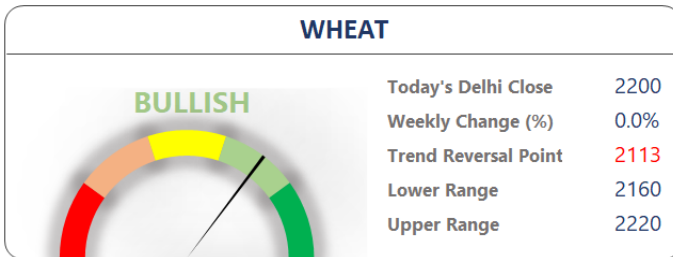 WHEAT
BULLISH
Today's Delhi Close 2200
Weekly Change (%) 0.0%
Trend Reversal Point 2113
Lower Range 2160
Upper Range 2220